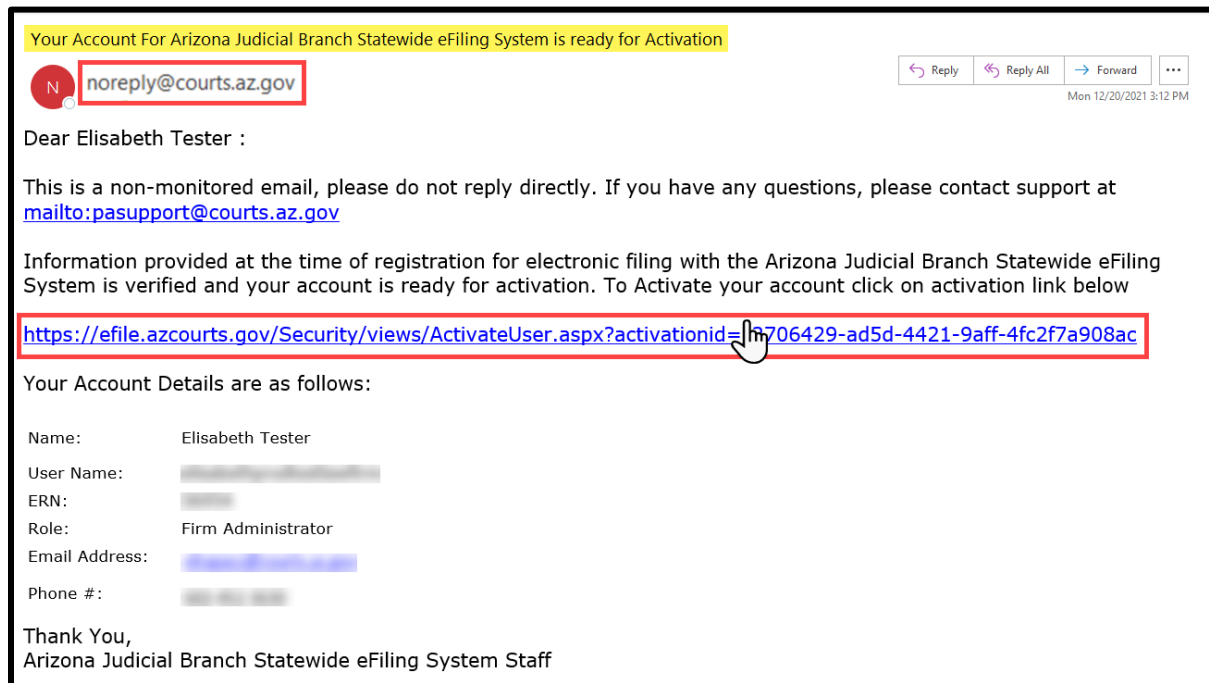 Your Account For Arizona Judicial Branch Statewide eFiling System is ready for Activation
N
noreply@courts.az.gov
Reply
Reply All
Forward
...
Mon 12/20/2021 3:12 PM
Dear Elisabeth Tester :
This is a non-monitored email, please do not reply directly. If you have any questions, please contact support at
mailto:pasupport@courts.az.gov
Information provided at the time of registration for electronic filing with the Arizona Judicial Branch Statewide eFiling
System is verified and your account is ready for activation. To Activate your account click on activation link below
https://efile.azcourts.gov/Security/views/ActivateUser.aspx?activationid= 706429-ad5d-4421-9aff-4fc2f7a908ac
Your Account Details are as follows:
Name: Elisabeth Tester
User Name:
ERN:
Role: Firm Administrator
Email Address:
Phone #:
Thank You,
Arizona Judicial Branch Statewide eFiling System Staff